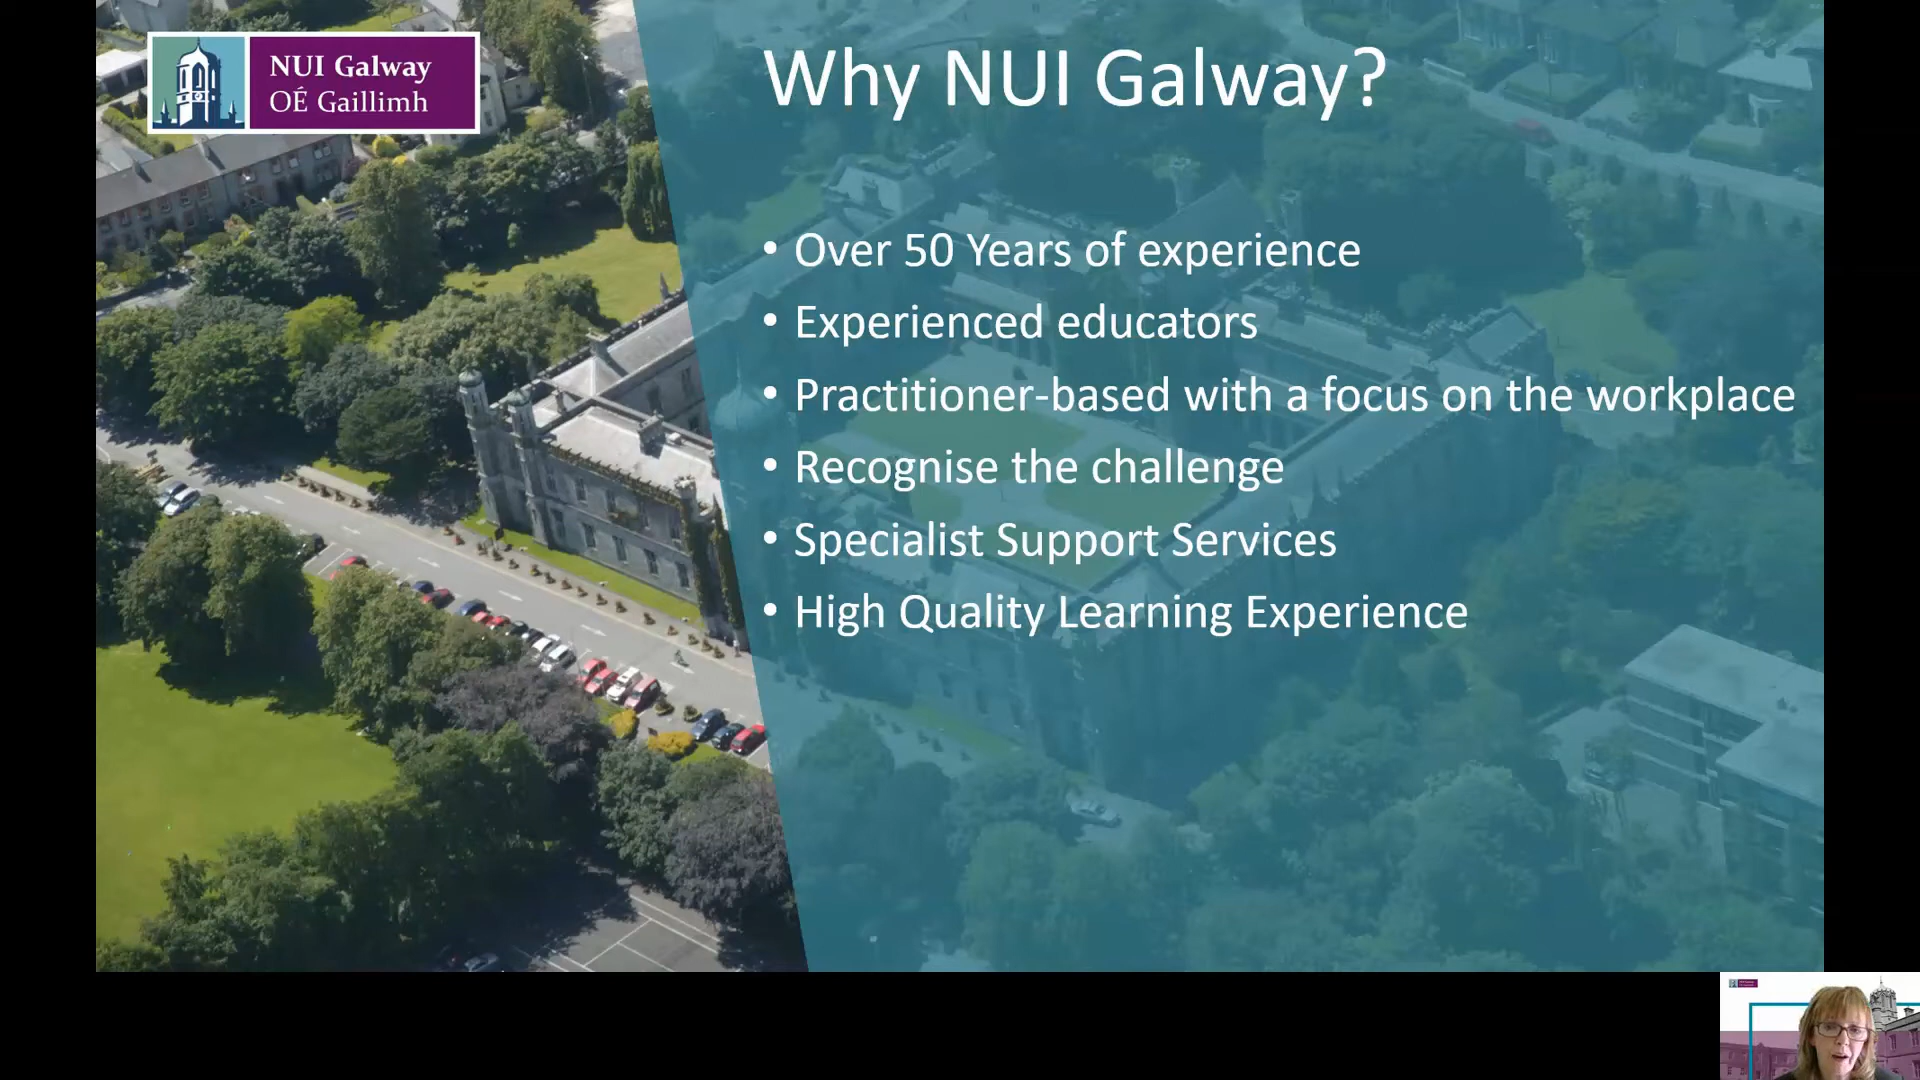 NUI Galway
OÉ Gaillimh
Why NUI Galway?
• Over 50 Years of experience
• Experienced educators
• Practitioner-based with a focus on the workplace
• Recognise the challenge
• Specialist Support Services
• High Quality Learning Experience